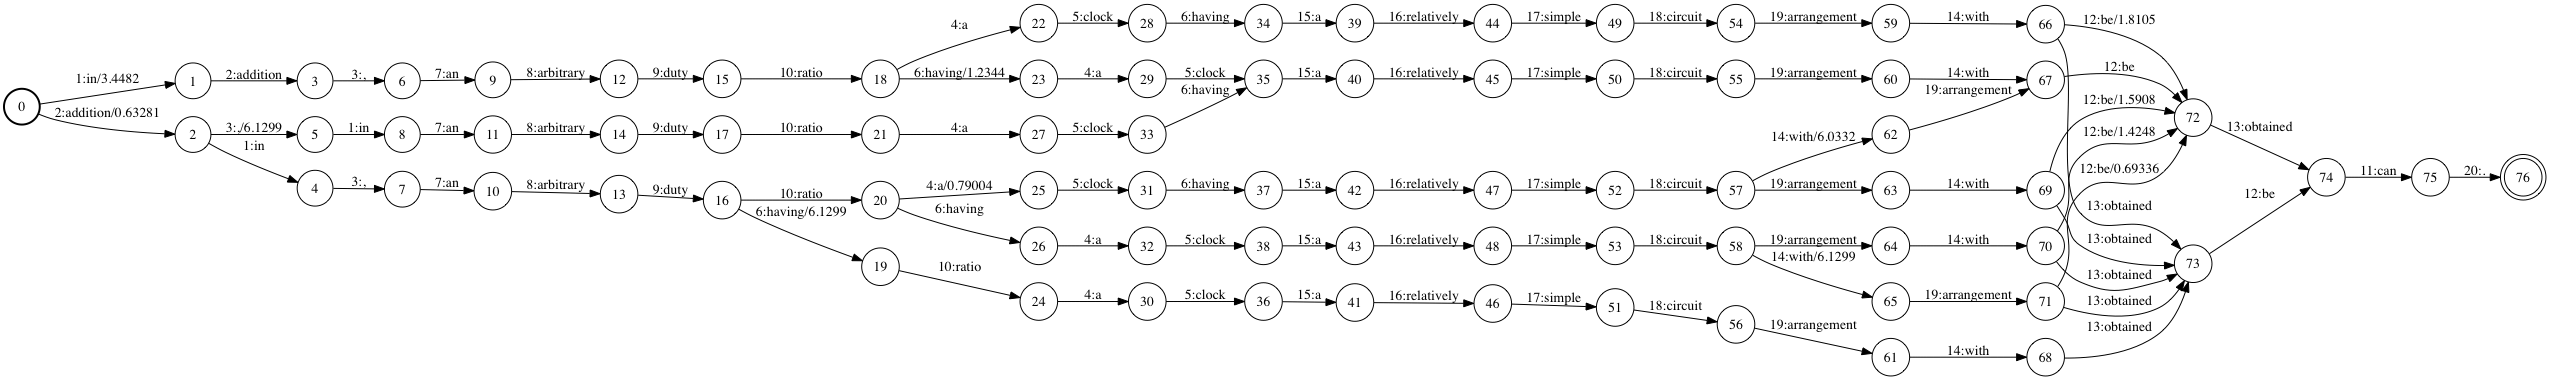 0 1:in/3.4482 1 2:addition 3 3:, 6 7:an 9 8:arbitrary 12 9:duty 15 10:ratio 18
4:a 22 5:clock 28 6:having 34 15:a 39 16:relatively 44 17:simple 49 18:circuit 54 19:arrangement 59 14:with 66 12:be/1.8105
6:having/1.2344 23 4:a 29 5:clock 35 15:a 40 16:relatively 45 17:simple 50 18:circuit 55 19:arrangement 60 14:with 67 12:be
2:addition/0.63281 2 3:,/6.1299 5 1:in 8 7:an 11 8:arbitrary 14 9:duty 17 10:ratio 21 4:a 27 5:clock 33 6:having
14:with/6.0332 62 19:arrangement
1:in 4 3:, 7 7:an 10 8:arbitrary 13 9:duty 16 10:ratio 20 4:a/0.79004 25 5:clock 31 6:having 37 15:a 42 16:relatively 47 17:simple 52 18:circuit 57 19:arrangement 63 14:with 69 12:be/1.5908
6:having 26 4:a 32 5:clock 38 15:a 43 16:relatively 48 17:simple 53 18:circuit 58 19:arrangement 64 14:with 70 12:be/1.4248
14:with/6.1299 65 19:arrangement 71 12:be/0.69336
6:having/6.1299 19 10:ratio 24 4:a 30 5:clock 36 15:a 41 16:relatively 46 17:simple 51 18:circuit 56 19:arrangement 61 14:with 68
13:obtained
13:obtained
13:obtained
13:obtained
13:obtained
72 13:obtained
73 12:be
74 11:can 75 20:. 76